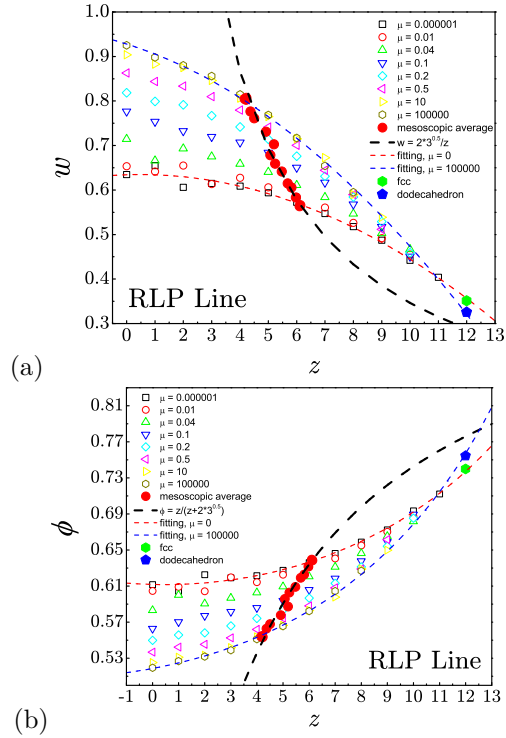 1.0
0.9
0.8
0.7
0.6
0.5
0.4
0.3
w
μ = 0.000001
μ = 0.01
μ = 0.04
μ = 0.1
μ = 0.2
μ = 0.5
μ = 10
μ = 100000
mesoscopic average
w = 2*3^0.5/z
fitting, μ = 0
fitting, μ = 100000
fcc
dodecahedron
RLP Line
0 1 2 3 4 5 6 7 8 9 10 11 12 13
z
(a)
0.81
0.77
0.73
0.69
0.65
0.61
0.57
0.53
ϕ
μ = 0.000001
μ = 0.01
μ = 0.04
μ = 0.1
μ = 0.2
μ = 0.5
μ = 10
μ = 100000
mesoscopic average
ϕ = z/(z+2*3^0.5)
fitting, μ = 0
fitting, μ = 100000
fcc
dodecahedron
RLP Line
-1 0 1 2 3 4 5 6 7 8 9 10 11 12 13
z
(b)